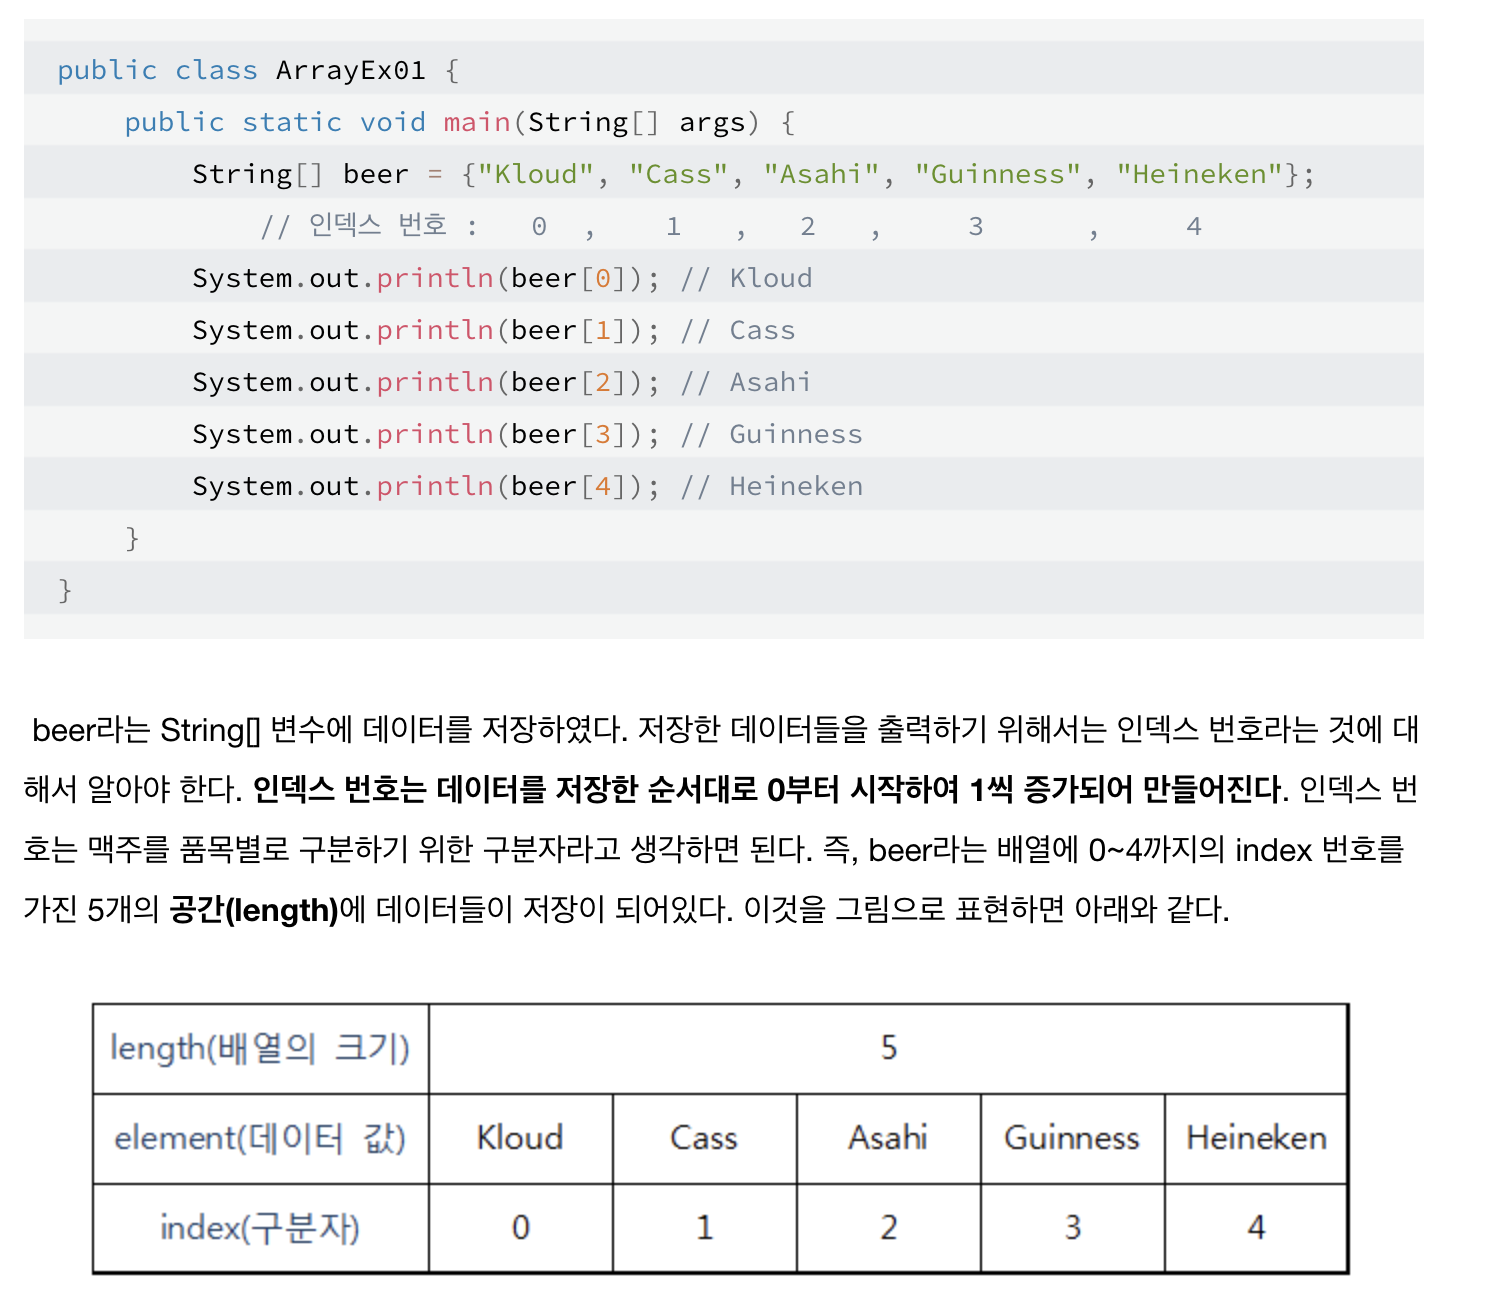 public class ArrayEx01 {
    public static void main(String[] args) {
        String[] beer = {"Kloud", "Cass", "Asahi", "Guinness", "Heineken"};
            // 인덱스 번호 :   0  ,    1   ,   2   ,     3      ,     4
        System.out.println(beer[0]); // Kloud
        System.out.println(beer[1]); // Cass
        System.out.println(beer[2]); // Asahi
        System.out.println(beer[3]); // Guinness
        System.out.println(beer[4]); // Heineken
    }
}
beer라는 String[] 변수에 데이터를 저장하였다. 저장한 데이터들을 출력하기 위해서는 인덱스 번호라는 것에 대
해서 알아야 한다. 인덱스 번호는 데이터를 저장한 순서대로 0부터 시작하여 1씩 증가되어 만들어진다. 인덱스 번
호는 맥주를 품목별로 구분하기 위한 구분자라고 생각하면 된다. 즉, beer라는 배열에 0~4까지의 index 번호를
가진 5개의 공간(length)에 데이터들이 저장이 되어있다. 이것을 그림으로 표현하면 아래와 같다.
length(배열의 크기) 5
element(데이터 값) Kloud Cass Asahi Guinness Heineken
index(구분자) 0 1 2 3 4